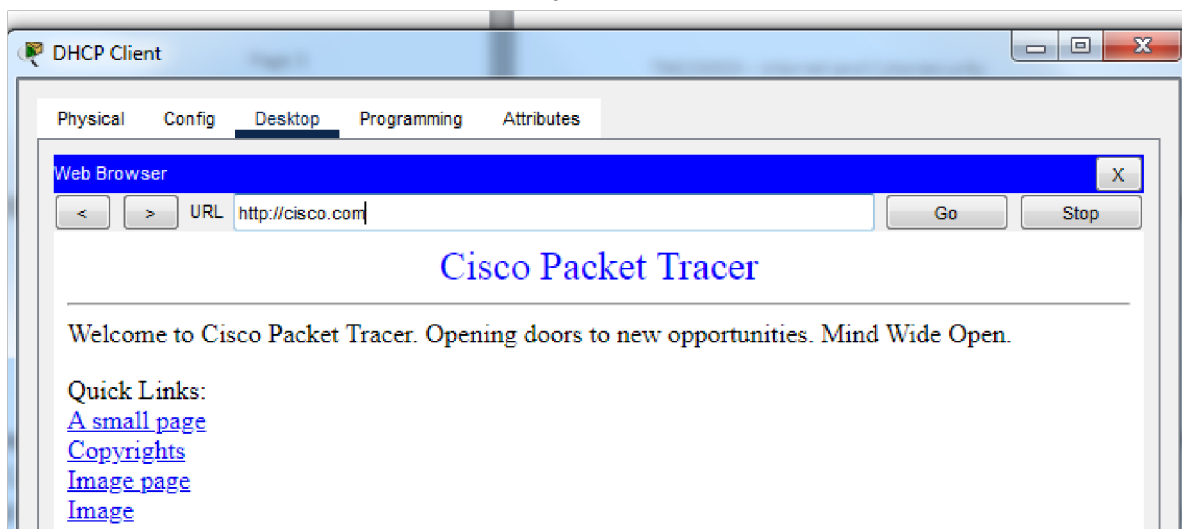 DHCP Client
X
Physical Config Desktop Programming Attributes
Web Browser X
< > URL http://cisco.com Go Stop
Cisco Packet Tracer
Welcome to Cisco Packet Tracer. Opening doors to new opportunities. Mind Wide Open.
Quick Links:
A small page
Copyrights
Image page
Image